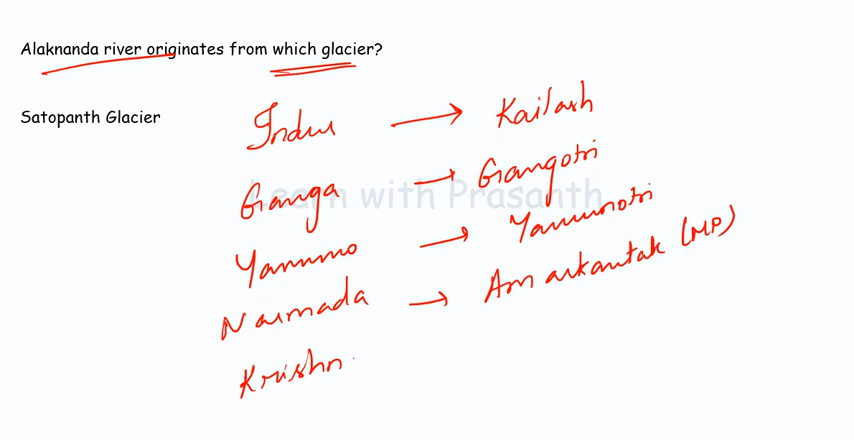 Alaknanda river originates from which glacier?
Satopanth Glacier
Indus → Kailash
Learn with Prasanth
Ganga → Gangotri
Yamuna → Yamunotri
Narmada → Amarkantak (MP)
Krishn